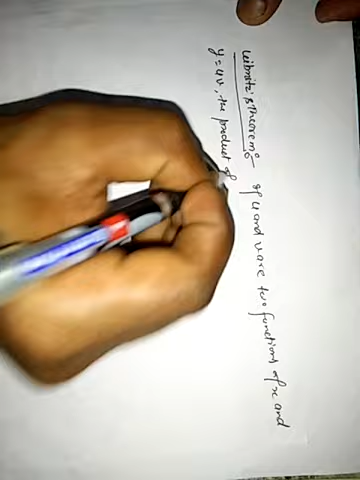 Leibnitz's Theorem: If u and v are two functions of x and
y = uv, the product of